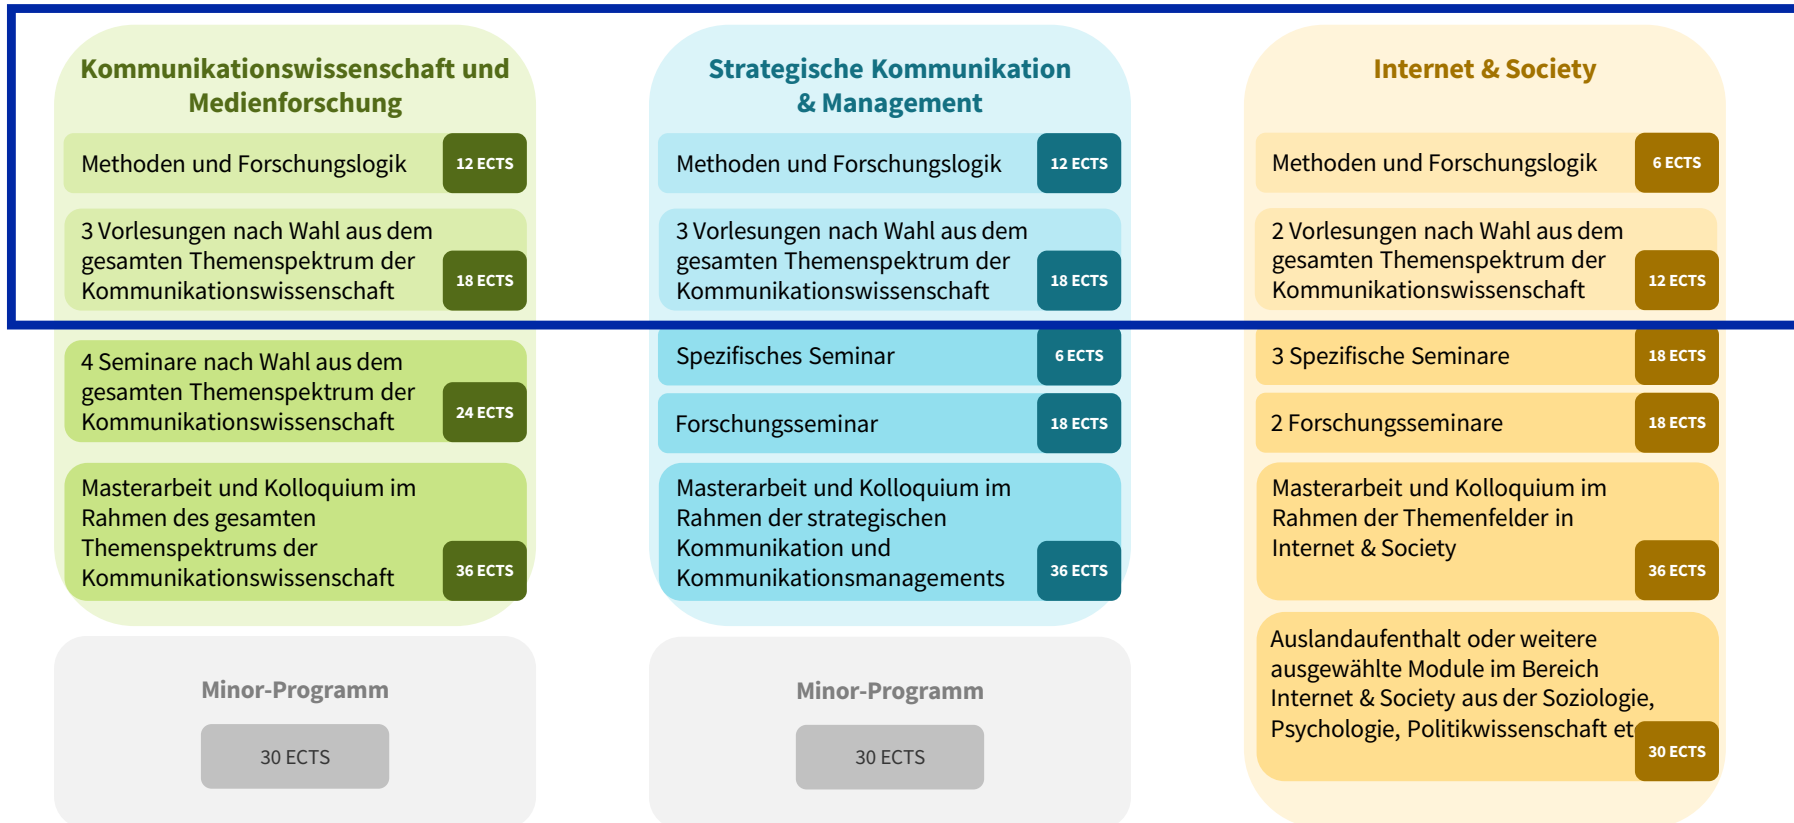 Kommunikationswissenschaft und
Medienforschung
Methoden und Forschungslogik
12 ECTS
3 Vorlesungen nach Wahl aus dem
gesamten Themenspektrum der
Kommunikationswissenschaft
18 ECTS
4 Seminare nach Wahl aus dem
gesamten Themenspektrum der
Kommunikationswissenschaft
24 ECTS
Masterarbeit und Kolloquium im
Rahmen des gesamten
Themenspektrums der
Kommunikationswissenschaft
36 ECTS
Minor-Programm
30 ECTS
Strategische Kommunikation
& Management
Methoden und Forschungslogik
12 ECTS
3 Vorlesungen nach Wahl aus dem
gesamten Themenspektrum der
Kommunikationswissenschaft
18 ECTS
Spezifisches Seminar
6 ECTS
Forschungsseminar
18 ECTS
Masterarbeit und Kolloquium im
Rahmen der strategischen
Kommunikation und
Kommunikationsmanagements
36 ECTS
Minor-Programm
30 ECTS
Internet & Society
Methoden und Forschungslogik
6 ECTS
2 Vorlesungen nach Wahl aus dem
gesamten Themenspektrum der
Kommunikationswissenschaft
12 ECTS
3 Spezifische Seminare
18 ECTS
2 Forschungsseminare
18 ECTS
Masterarbeit und Kolloquium im
Rahmen der Themenfelder in
Internet & Society
36 ECTS
Auslandaufenthalt oder weitere
ausgewählte Module im Bereich
Internet & Society aus der Soziologie,
Psychologie, Politikwissenschaft et
30 ECTS